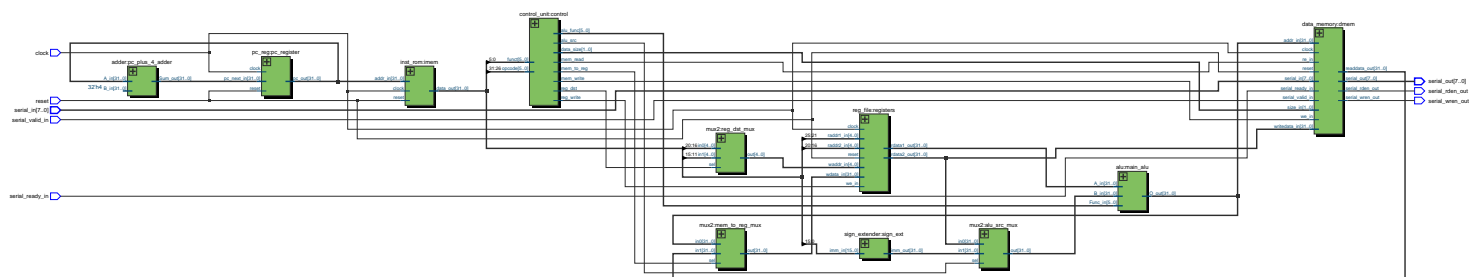 control_unit:control
data_memory:dmem
alu_func[5..0]
alu_src
addr_in[31..0]
clock
pc_reg:pc_register
data_size[1..0]
clock
adder:pc_plus_4_adder
inst_rom:imem
func[5..0]
mem_read
re_in
clock
31:26
opcode[5..0]
mem_to_reg
reset
readdata_out[31..0]
A_in[31..0]
Sum_out[31..0]
pc_next_in[31..0]
pc_out[31..0]
addr_in[31..0]
mem_write
serial_in[7..0]
serial_out[7..0]
serial_out[7..0]
32'h4
B_in[31..0]
reset
clock
data_out[31..0]
reg_dst
serial_ready_in
serial_rden_out
serial_rden_out
reset
reset
reg_write
serial_valid_in
serial_wren_out
serial_wren_out
serial_in[7..0]
size_in[1..0]
serial_valid_in
reg_file:registers
we_in
mux2:reg_dst_mux
clock
writedata_in[31..0]
25:21
raddr1_in[4..0]
20:16
in0[4..0]
20:16
raddr2_in[4..0]
rdata1_out[31..0]
15:11
in1[4..0]
out[4..0]
reset
rdata2_out[31..0]
sel
waddr_in[4..0]
alu:main_alu
wdata_in[31..0]
A_in[31..0]
we_in
serial_ready_in
B_in[31..0]
O_out[31..0]
Func_in[5..0]
mux2:mem_to_reg_mux
sign_extender:sign_ext
mux2:alu_src_mux
in0[31..0]
15:0
in0[31..0]
in1[31..0]
out[31..0]
imm_in[15..0]
imm_out[31..0]
in1[31..0]
out[31..0]
sel
sel